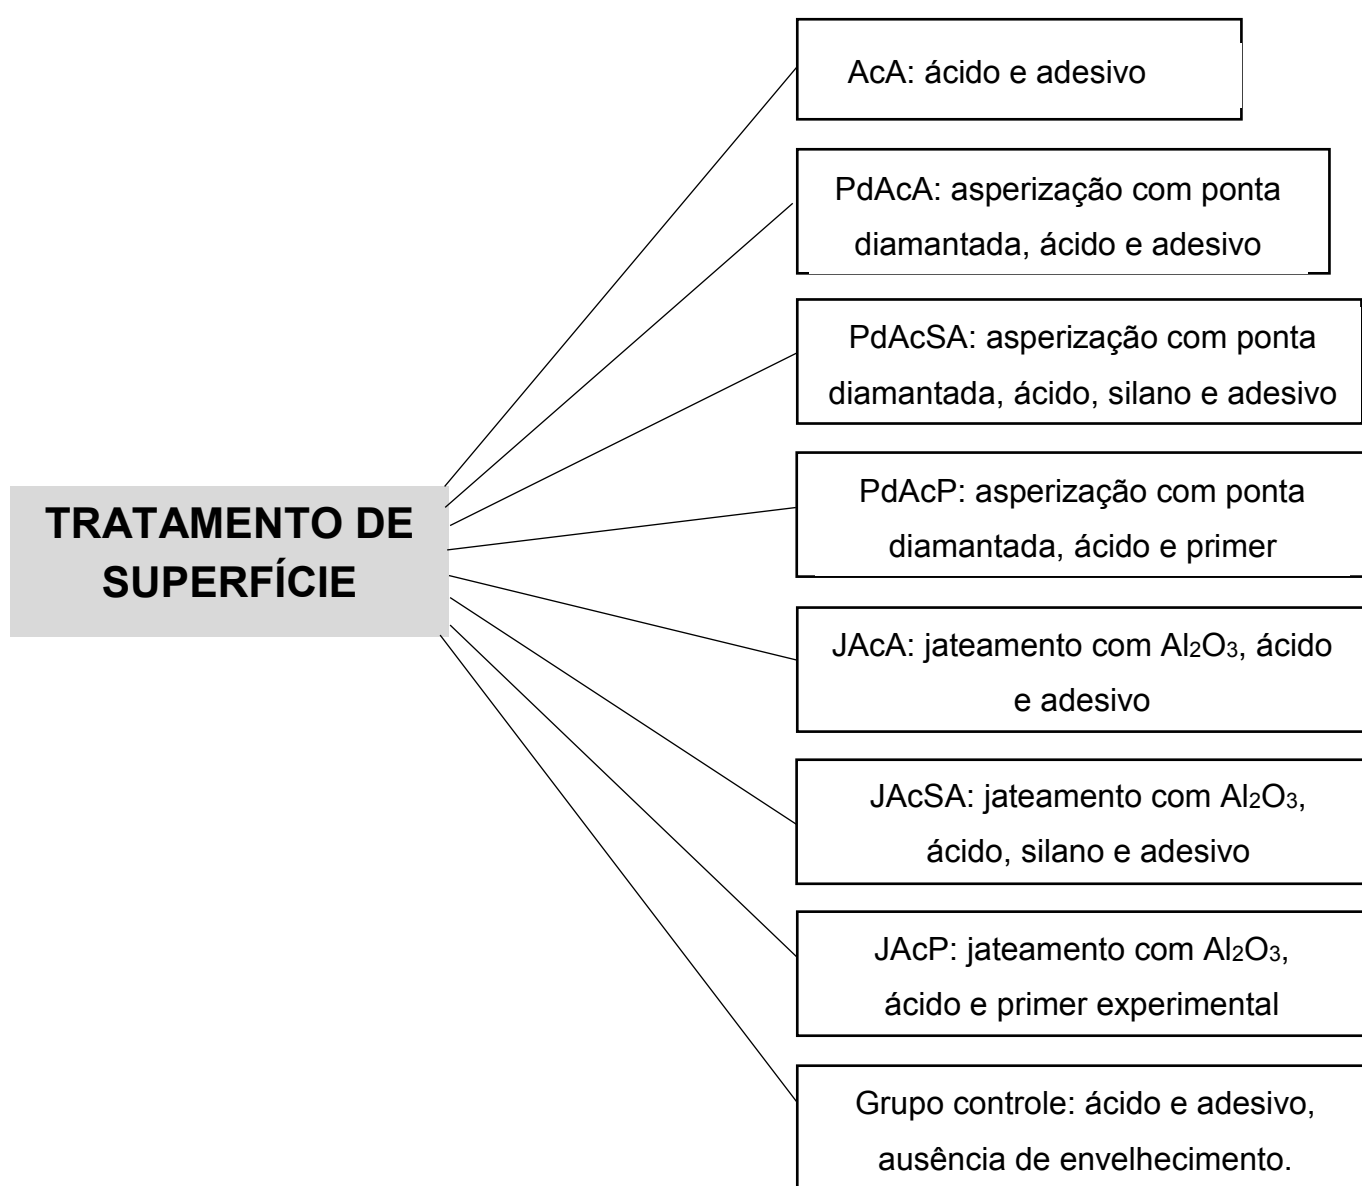 AcA: ácido e adesivo
PdAcA: asperização com ponta
diamantada, ácido e adesivo
PdAcSA: asperização com ponta
diamantada, ácido, silano e adesivo
PdAcP: asperização com ponta
diamantada, ácido e primer
TRATAMENTO DE
SUPERFÍCIE
JAcA: jateamento com Al₂O₃, ácido
e adesivo
JAcSA: jateamento com Al₂O₃,
ácido, silano e adesivo
JAcP: jateamento com Al₂O₃,
ácido e primer experimental
Grupo controle: ácido e adesivo,
ausência de envelhecimento.